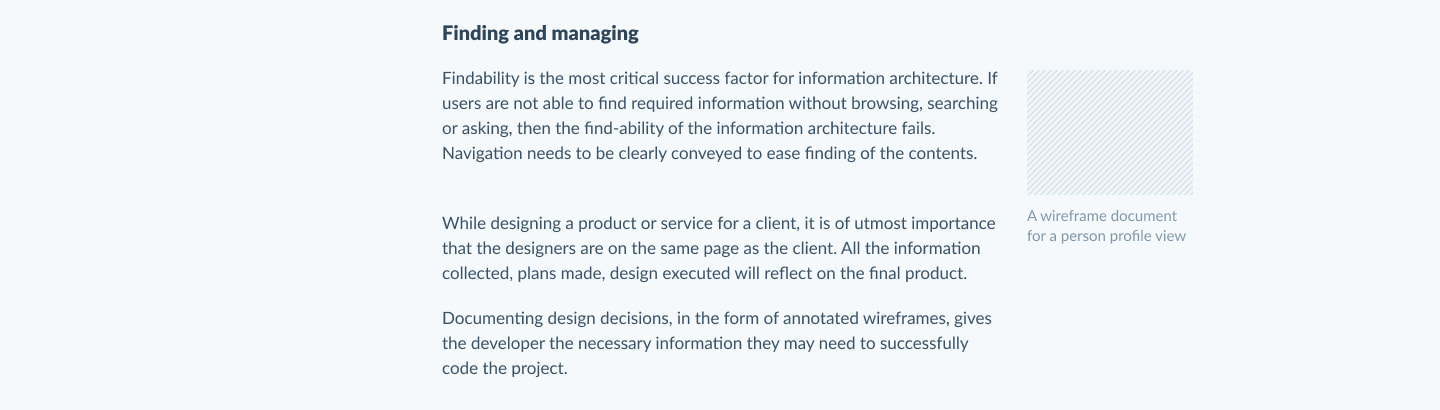 Finding and managing
Findability is the most critical success factor for information architecture. If
users are not able to find required information without browsing, searching
or asking, then the find-ability of the information architecture fails.
Navigation needs to be clearly conveyed to ease finding of the contents.
While designing a product or service for a client, it is of utmost importance
that the designers are on the same page as the client. All the information
collected, plans made, design executed will reflect on the final product.
Documenting design decisions, in the form of annotated wireframes, gives
the developer the necessary information they may need to successfully
code the project.
A wireframe document
for a person profile view